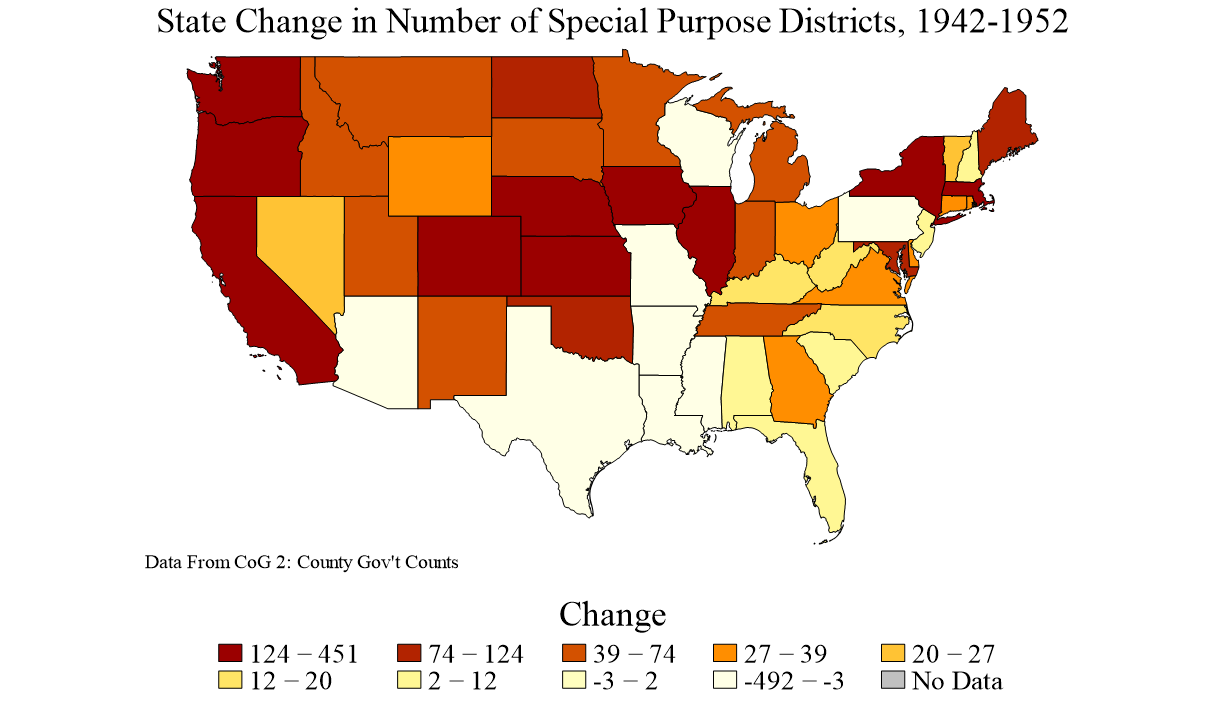 State Change in Number of Special Purpose Districts, 1942-1952
Data From CoG 2: County Gov't Counts
Change
124 − 451 74 − 124 39 − 74 27 − 39 20 − 27
12 − 20 2 − 12 -3 − 2 -492 − -3 No Data